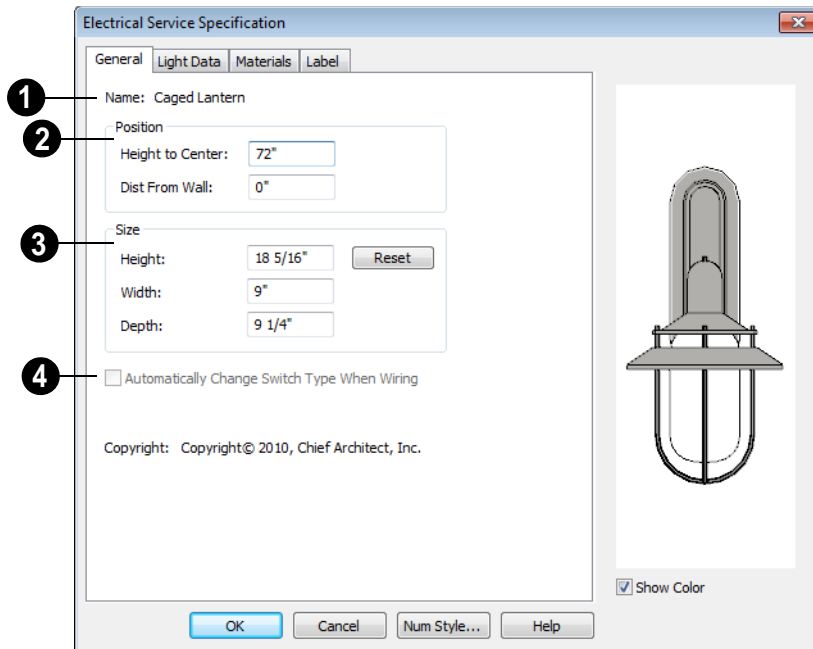 Electrical Service Specification
General Light Data Materials Label
1 Name: Caged Lantern
2 Position
Height to Center: 72"
Dist From Wall: 0"
3 Size
Height: 18 5/16" Reset
Width: 9"
Depth: 9 1/4"
4 Automatically Change Switch Type When Wiring
Copyright: Copyright© 2010, Chief Architect, Inc.
Show Color
OK Cancel Num Style... Help